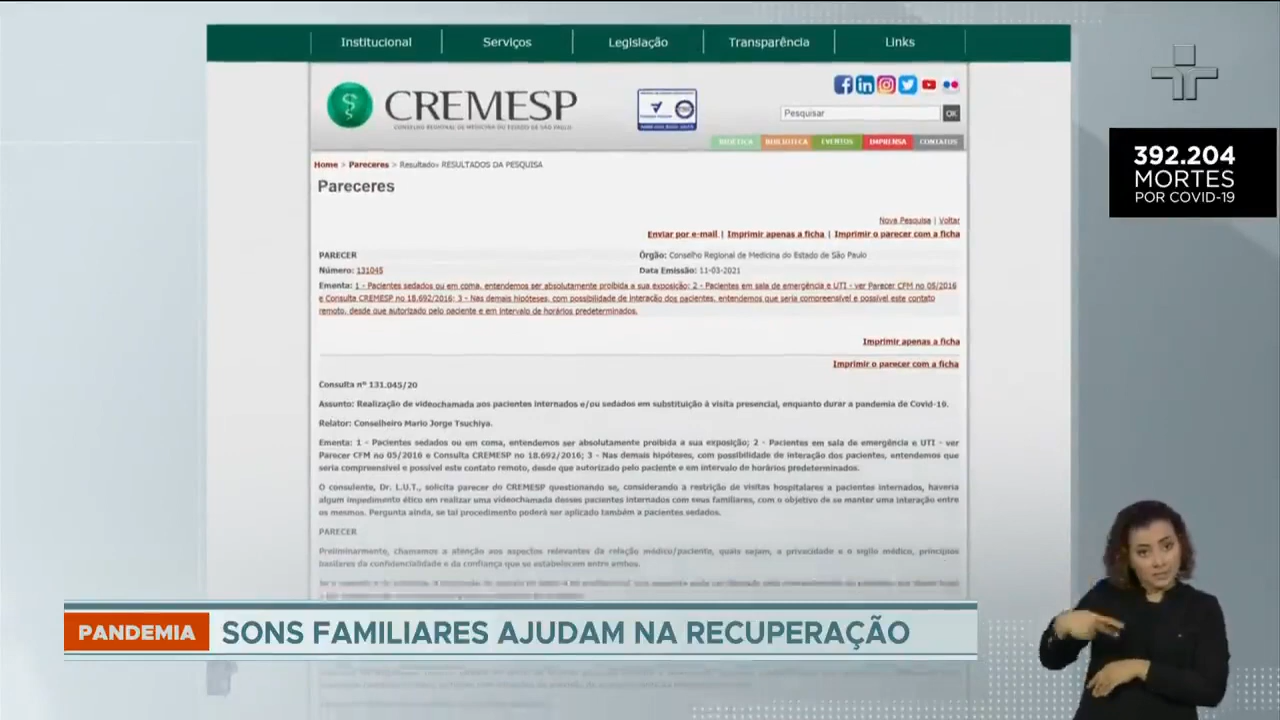 Institucional
Serviços
Legislação
Transparência
Links
CREMESP
CONSELHO REGIONAL DE MEDICINA DO ESTADO DE SÃO PAULO
Pesquisar
OK
BIOÉTICA
BIBLIOTECA
EVENTOS
IMPRENSA
CONTATOS
392.204
MORTES
POR COVID-19
Home > Pareceres > Resultados RESULTADOS DA PESQUISA
Pareceres
Nova Pesquisa | Voltar
Enviar por e-mail | Imprimir apenas a ficha | Imprimir o parecer com a ficha
PARECER
Órgão: Conselho Regional de Medicina do Estado de São Paulo
Número: 131045
Data Emissão: 11-03-2021
Ementa: 1 - Pacientes sedados ou em coma, entendemos ser absolutamente proibida a sua exposição; 2 - Pacientes em sala de emergência e UTI - ver Parecer CFM no 05/2016
e Consulta CREMESP no 18.692/2016; 3 - Nas demais hipóteses, com possibilidade de interação dos pacientes, entendemos que seria compreensível e possível este contato
remoto, desde que autorizado pelo paciente e em intervalo de horários predeterminados.
Imprimir apenas a ficha
Imprimir o parecer com a ficha
Consulta nº 131.045/20
Assunto: Realização de videochamada aos pacientes internados e/ou sedados em substituição à visita presencial, enquanto durar a pandemia de Covid-19.
Relator: Conselheiro Mario Jorge Tsuchiya.
Ementa: 1 - Pacientes sedados ou em coma, entendemos ser absolutamente proibida a sua exposição; 2 - Pacientes em sala de emergência e UTI - ver
Parecer CFM no 05/2016 e Consulta CREMESP no 18.692/2016; 3 - Nas demais hipóteses, com possibilidade de interação dos pacientes, entendemos que
seria compreensível e possível este contato remoto, desde que autorizado pelo paciente e em intervalo de horários predeterminados.
O consulente, Dr. L.U.T., solicita parecer do CREMESP questionando se, considerando a restrição de visitas hospitalares a pacientes internados, haveria
algum impedimento ético em realizar uma videochamada desses pacientes internados com seus familiares, com o objetivo de se manter uma interação entre
os mesmos. Pergunta ainda, se tal procedimento poderá ser aplicado também a pacientes sedados.
PARECER
Preliminarmente, chamamos a atenção aos aspectos relevantes da relação médico/paciente, quais sejam, a privacidade e o sigilo médico, princípios
basilares da confidencialidade e da confiança que se estabelecem entre ambos.
PANDEMIA
SONS FAMILIARES AJUDAM NA RECUPERAÇÃO